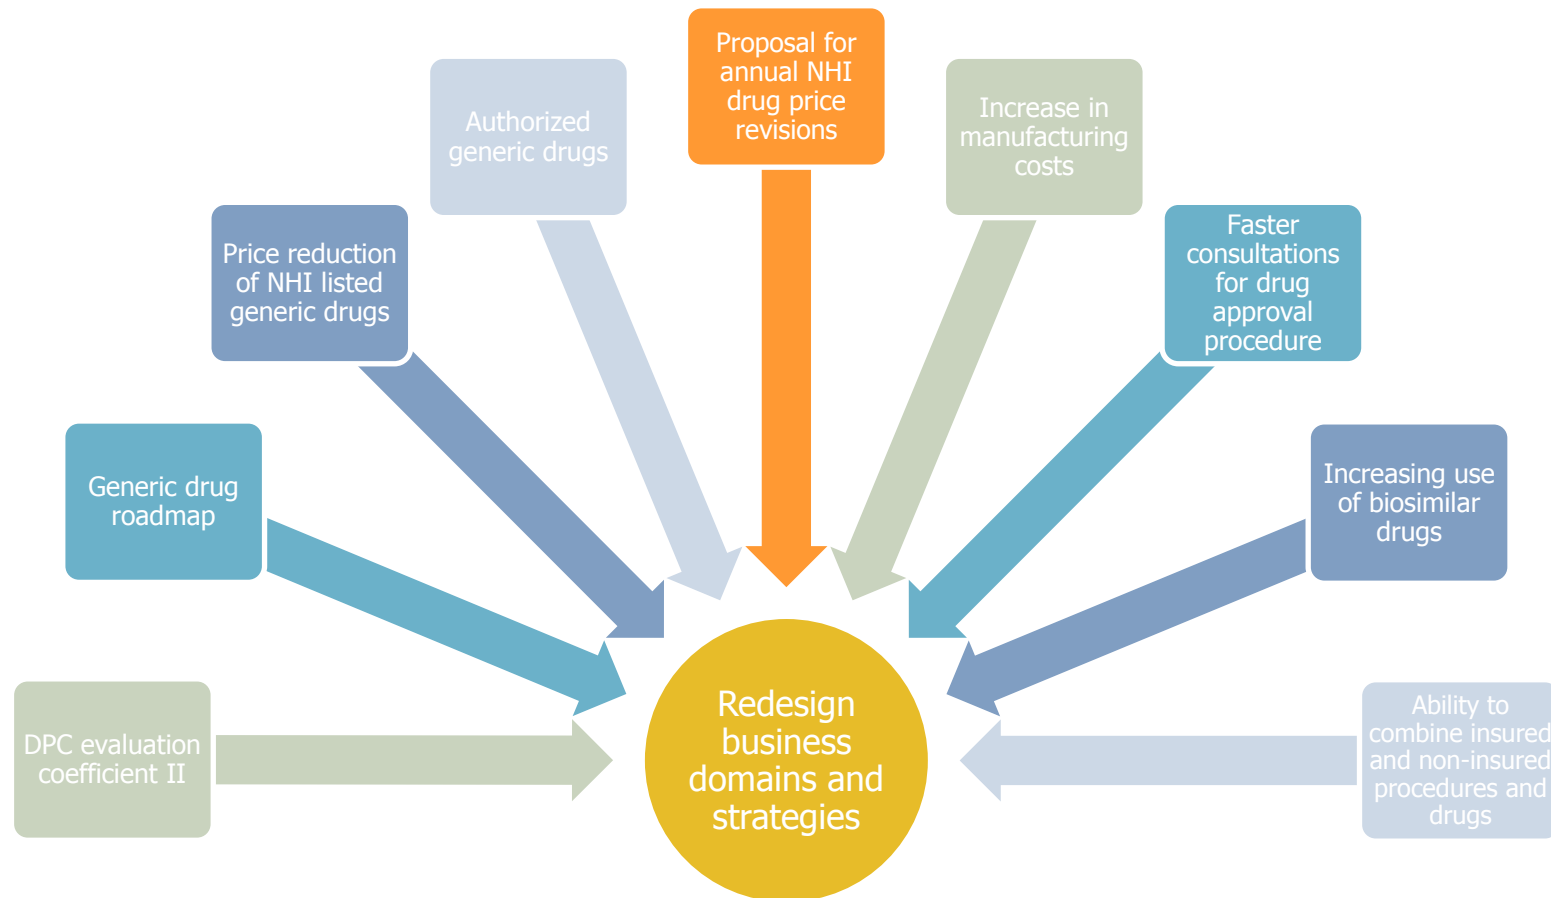 Proposal for
annual NHI
drug price
revisions
Authorized
generic drugs
Increase in
manufacturing
costs
Price reduction
of NHI listed
generic drugs
Faster
consultations
for drug
approval
procedure
Generic drug
roadmap
Increasing use
of biosimilar
drugs
DPC evaluation
coefficient II
Redesign
business
domains and
strategies
Ability to
combine insured
and non-insured
procedures and
drugs